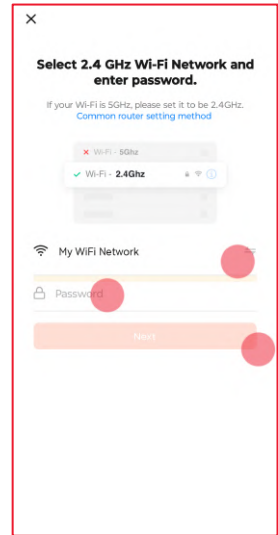 Select 2.4 GHz Wi-Fi Network and
enter password.
If your Wi-Fi is 5GHz, please set it to be 2.4GHz.
Common router setting method
Wi-Fi - 5Ghz
Wi-Fi - 2.4Ghz
My WiFi Network
Password
Next